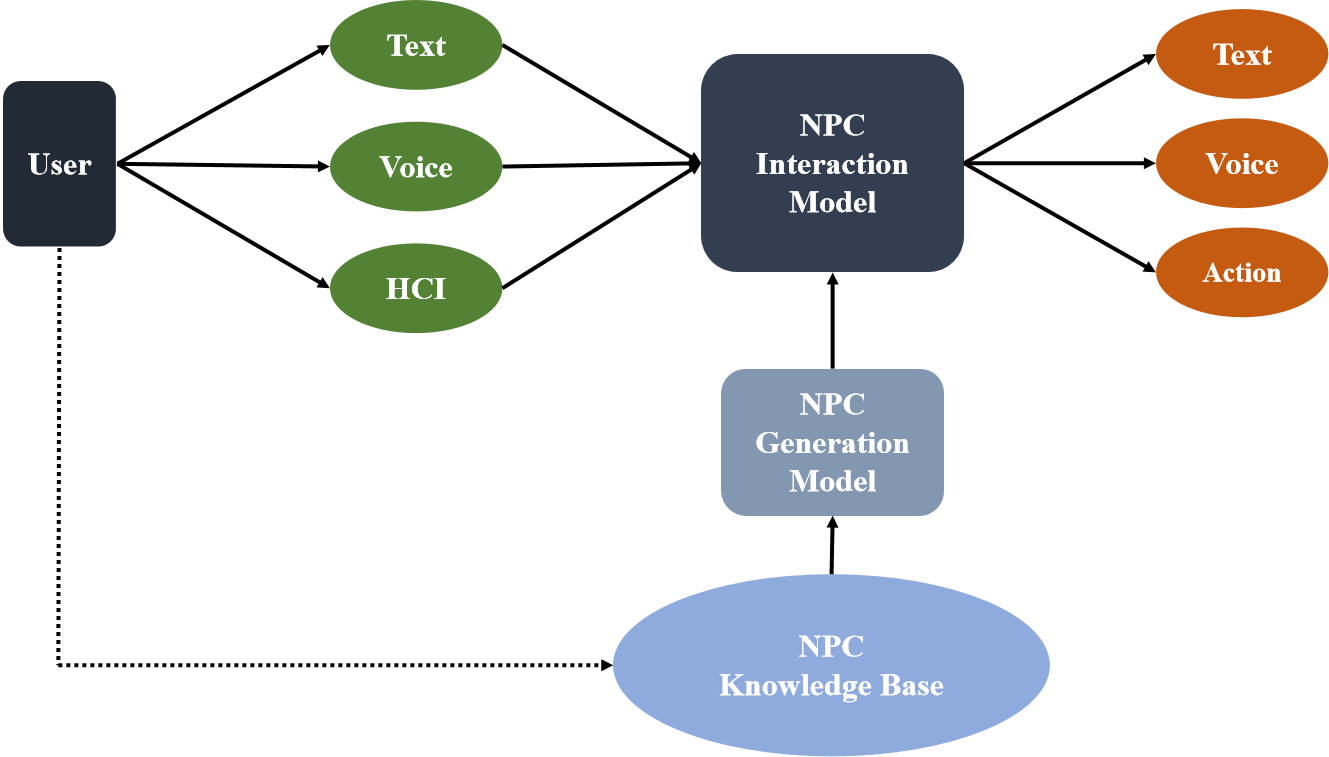 User
Text
Voice
HCI
NPC
Interaction
Model
Text
Voice
Action
NPC
Generation
Model
NPC
Knowledge Base